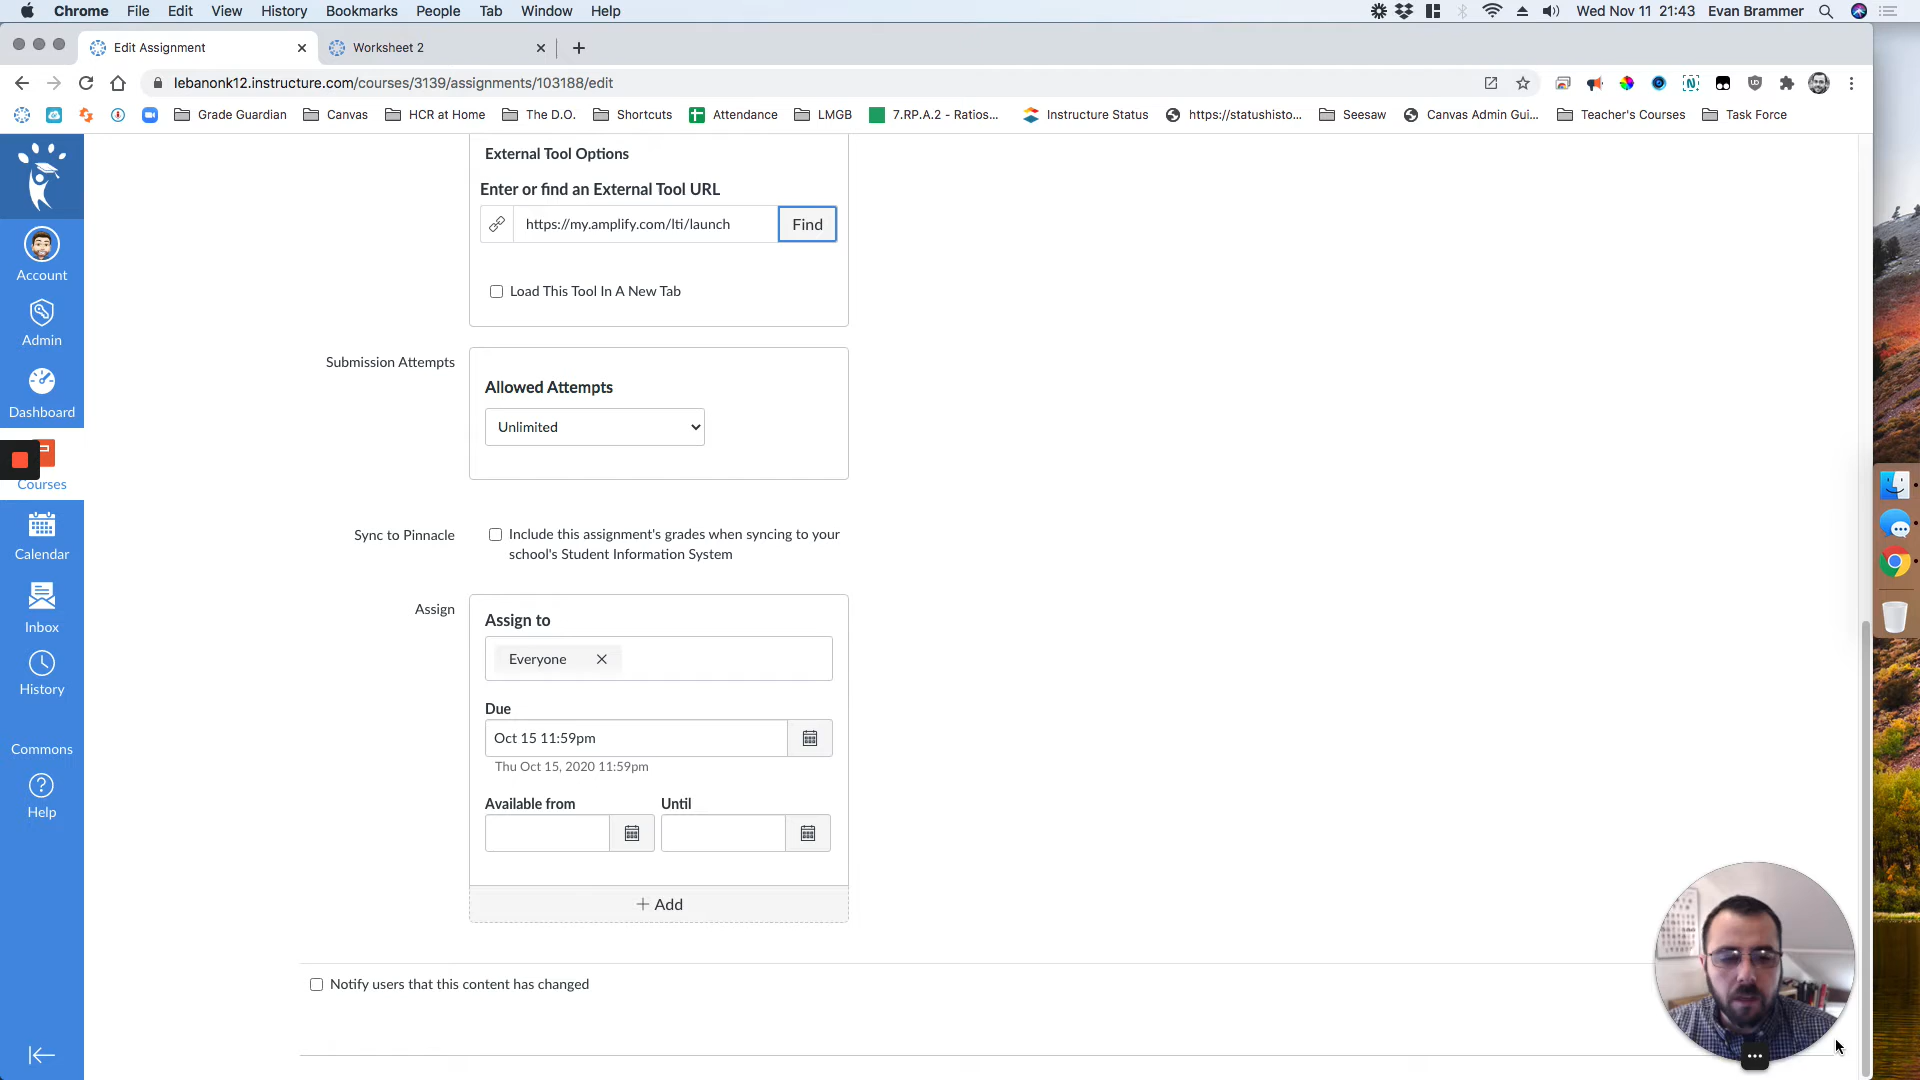 Chrome File Edit View History Bookmarks People Tab Window Help Wed Nov 11 21:43 Evan Brammer
Edit Assignment Worksheet 2
lebanonk12.instructure.com/courses/3139/assignments/103188/edit
Grade Guardian Canvas HCR at Home The D.O. Shortcuts Attendance LMGB 7.RP.A.2 - Ratios... Instructure Status https://statushisto... Seesaw Canvas Admin Gui... Teacher's Courses Task Force
Account
Admin
Dashboard
Courses
Calendar
Inbox
History
Commons
Help
External Tool Options
Enter or find an External Tool URL
https://my.amplify.com/lti/launch Find
Load This Tool In A New Tab
Submission Attempts
Allowed Attempts
Unlimited
Sync to Pinnacle
Include this assignment's grades when syncing to your
school's Student Information System
Assign
Assign to
Everyone
Due
Oct 15 11:59pm
Thu Oct 15, 2020 11:59pm
Available from Until
+ Add
Notify users that this content has changed